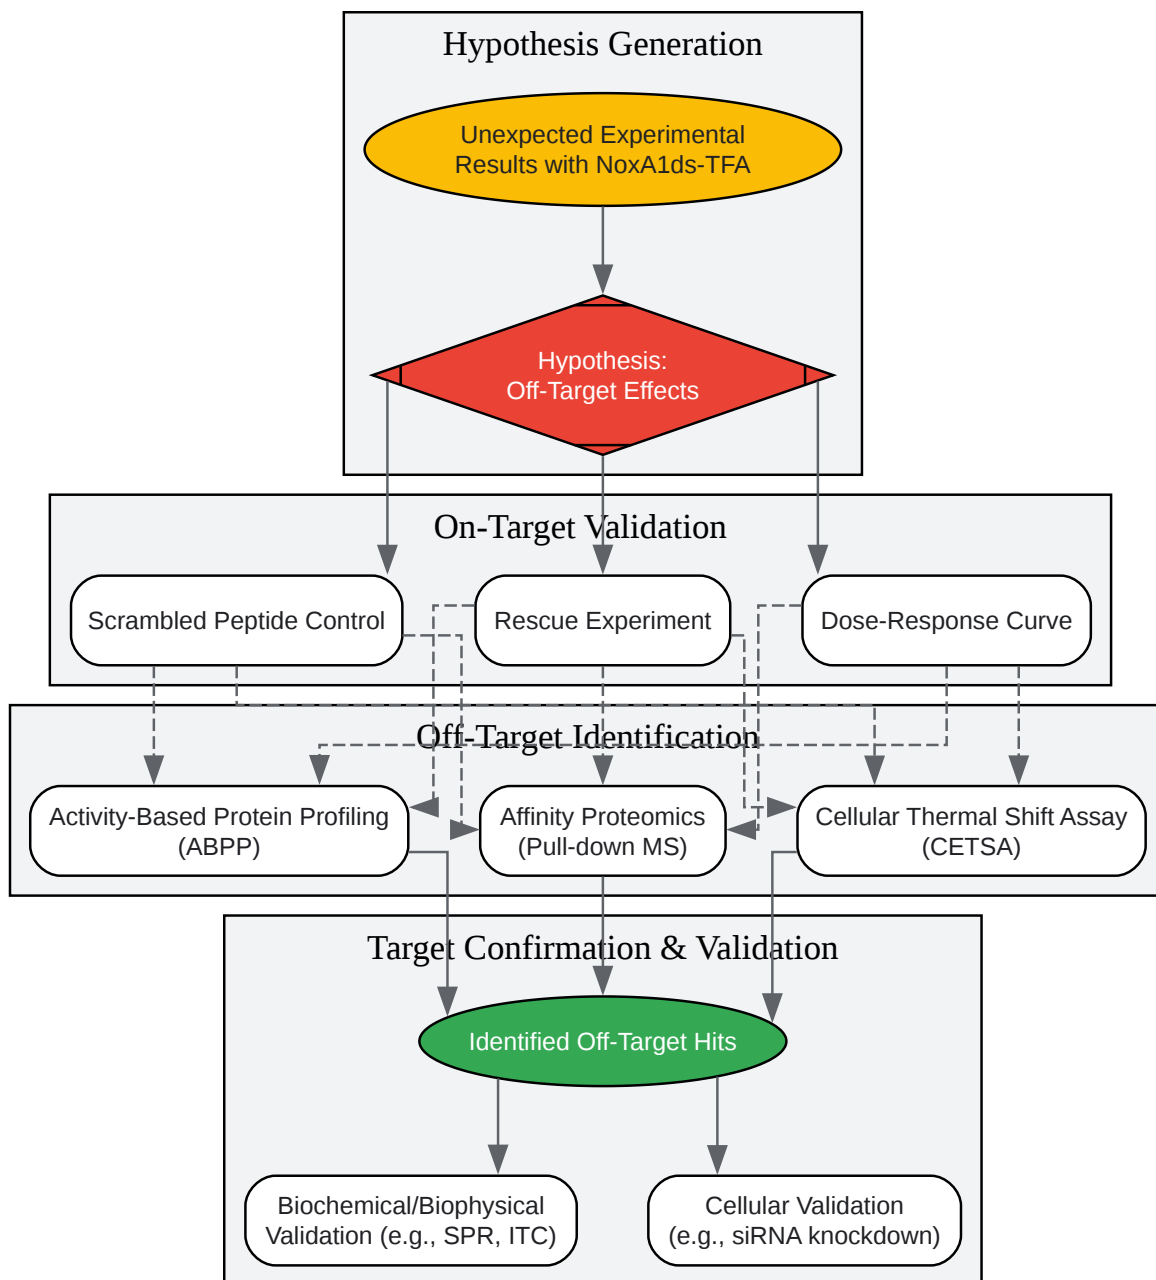 Hypothesis Generation
Unexpected Experimental
Results with NoxA1ds-TFA
Hypothesis:
Off-Target Effects
On-Target Validation
Scrambled Peptide Control
Rescue Experiment
Dose-Response Curve
Off-Target Identification
Activity-Based Protein Profiling
(ABPP)
Affinity Proteomics
(Pull-down MS)
Cellular Thermal Shift Assay
(CETSA)
Target Confirmation & Validation
Identified Off-Target Hits
Biochemical/Biophysical
Validation (e.g., SPR, ITC)
Cellular Validation
(e.g., siRNA knockdown)